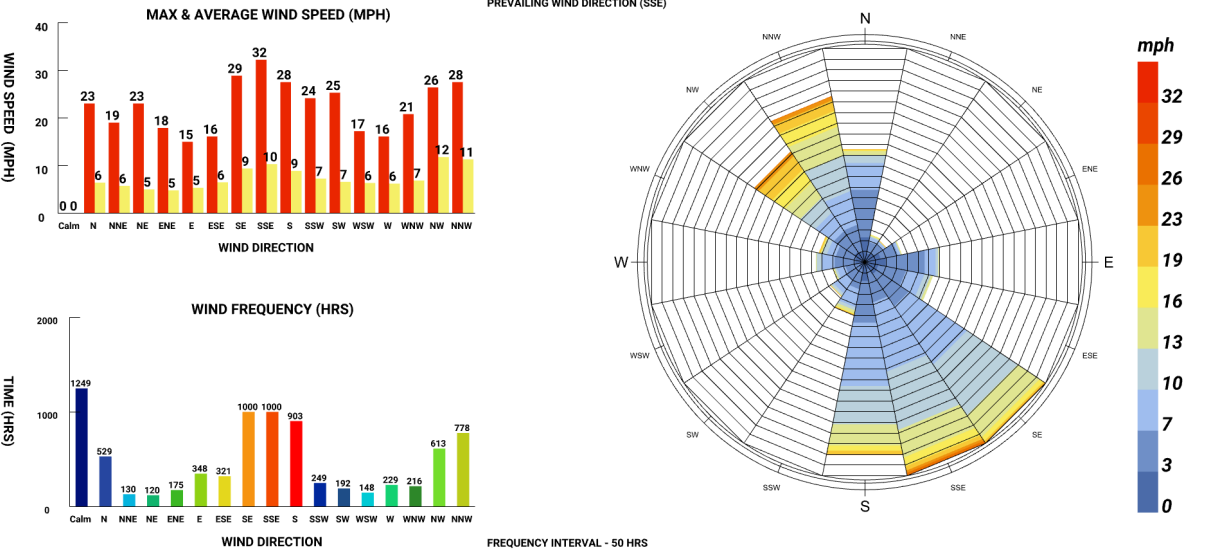 PREVAILING WIND DIRECTION (SSE)
MAX & AVERAGE WIND SPEED (MPH)
WIND SPEED (MPH)
40
30
20
10
0
0 0
23 6
19 6
23 5
18 5
15 5
16 6
29 9
32 10
28 9
24 7
25 7
17 6
16 6
21 7
26 12
28 11
Calm N NNE NE ENE E ESE SE SSE S SSW SW WSW W WNW NW NNW
WIND DIRECTION
WIND FREQUENCY (HRS)
TIME (HRS)
2000
1000
0
1249 529 130 120 175 348 321 1000 1000 903 249 192 148 229 216 613 778
Calm N NNE NE ENE E ESE SE SSE S SSW SW WSW W WNW NW NNW
WIND DIRECTION
N
NNE
NE
ENE
E
ESE
SE
SSE
S
SSW
SW
WSW
W
WNW
NW
NNW
mph
32
29
26
23
19
16
13
10
7
3
0
FREQUENCY INTERVAL - 50 HRS